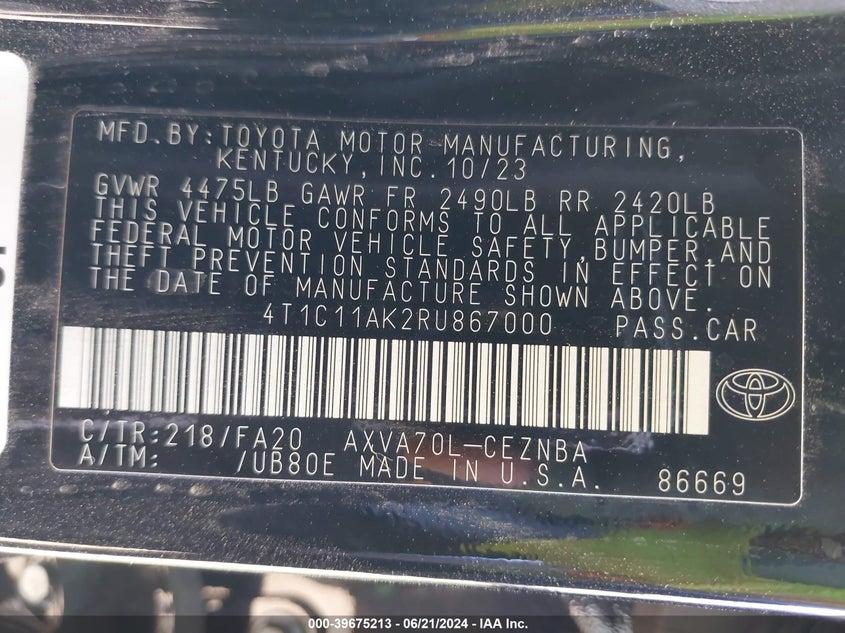 MFD.BY:TOYOTA MOTOR MANUFACTURING,
KENTUCKY,INC. 10/23
GVWR 4475LB GAWR FR 2490LB RR 2420LB
THIS VEHICLE CONFORMS TO ALL APPLICABLE
FEDERAL MOTOR VEHICLE SAFETY,BUMPER,AND
THEFT PREVENTION STANDARDS IN EFFECT ON
THE DATE OF MANUFACTURE SHOWN ABOVE.
4T1C11AK2RU867000 PASS.CAR
C/TR:218/FA20 AXVA70L-CEZNBA
A/TM: /UB80E MADE IN U.S.A. 86669
000-39675213 - 06/21/2024 - IAA Inc.